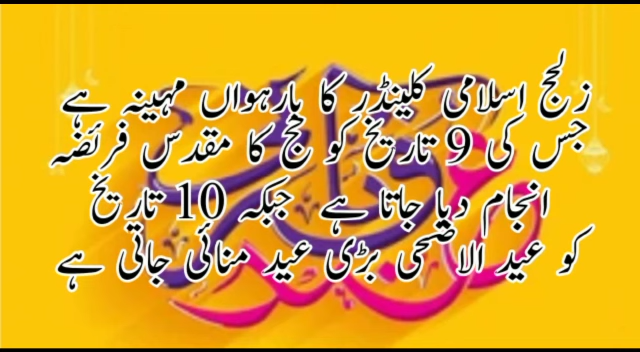 زلحج اسلامی کلینڈر کا بارہواں مہینہ ہے
جس کی 9 تاریخ کو حج کا مقدس فرئضہ
انجام دیا جاتا ہے جبکہ 10 تاریخ
کو عید الاضحی بڑی عید منائی جاتی ہے